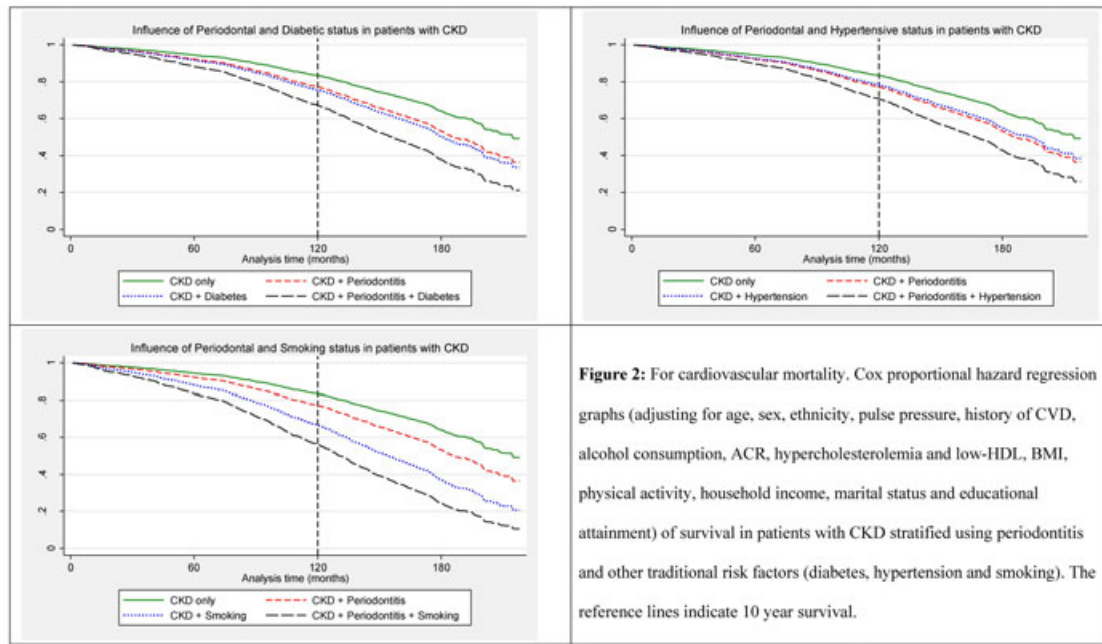 Influence of Periodontal and Diabetic status in patients with CKD
1
.8
.6
.4
.2
0
0 60 120 180
Analysis time (months)
CKD only CKD + Periodontitis
CKD + Diabetes CKD + Periodontitis + Diabetes
Influence of Periodontal and Hypertensive status in patients with CKD
1
.8
.6
.4
.2
0
0 60 120 180
Analysis time (months)
CKD only CKD + Periodontitis
CKD + Hypertension CKD + Periodontitis + Hypertension
Influence of Periodontal and Smoking status in patients with CKD
1
.8
.6
.4
.2
0
0 60 120 180
Analysis time (months)
CKD only CKD + Periodontitis
CKD + Smoking CKD + Periodontitis + Smoking
Figure 2: For cardiovascular mortality. Cox proportional hazard regression
graphs (adjusting for age, sex, ethnicity, pulse pressure, history of CVD,
alcohol consumption, ACR, hypercholesterolemia and low-HDL, BMI,
physical activity, household income, marital status and educational
attainment) of survival in patients with CKD stratified using periodontitis
and other traditional risk factors (diabetes, hypertension and smoking). The
reference lines indicate 10 year survival.